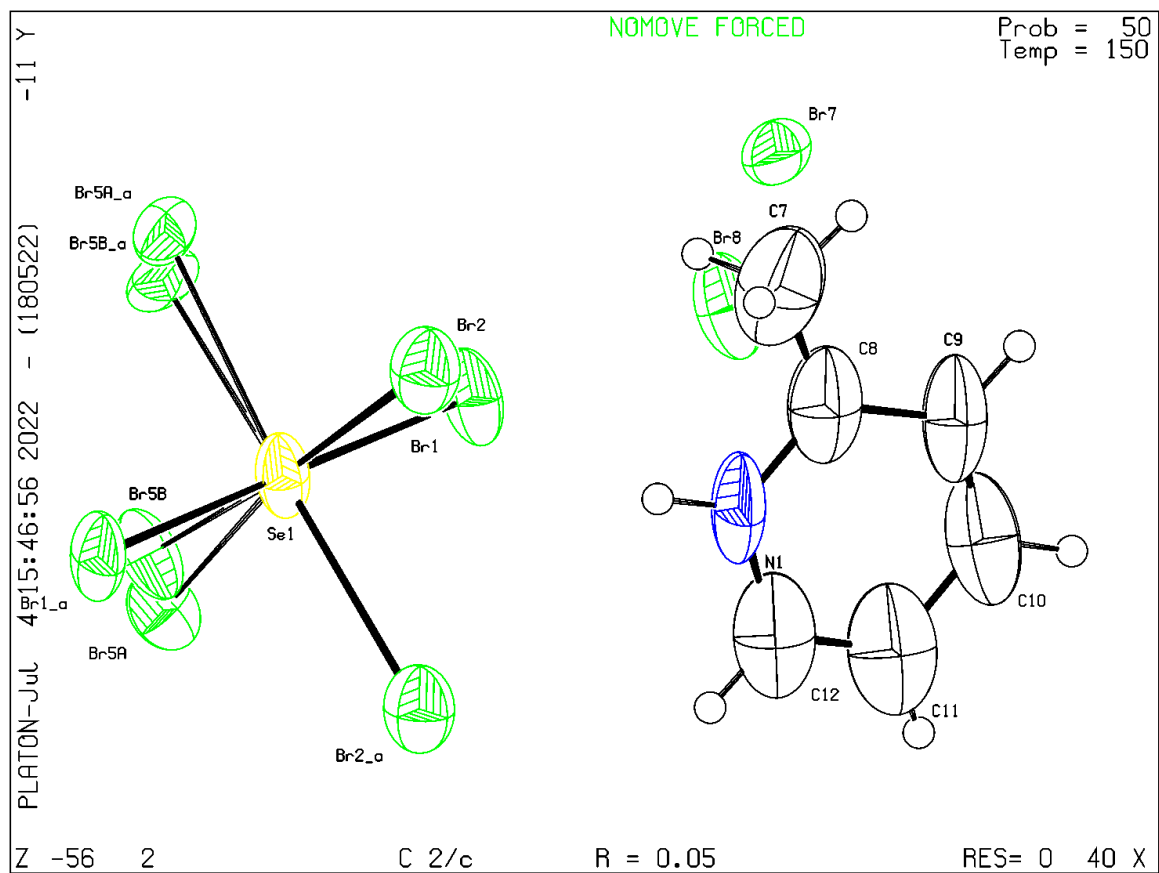 NOMOVE FORCED
Prob = 50
Temp = 150
PLATON-Jul 4 15:46:56 2022 - (180522) -11 Y
Br7
Br5A_a
C7
Br5B_a
Br8
Br2
C8
C9
Br1
Br5B
Se1
N1
Br1_a
C10
Br5A
C12
C11
Br2_a
Z -56 2 C 2/c R = 0.05 RES= 0 40 X